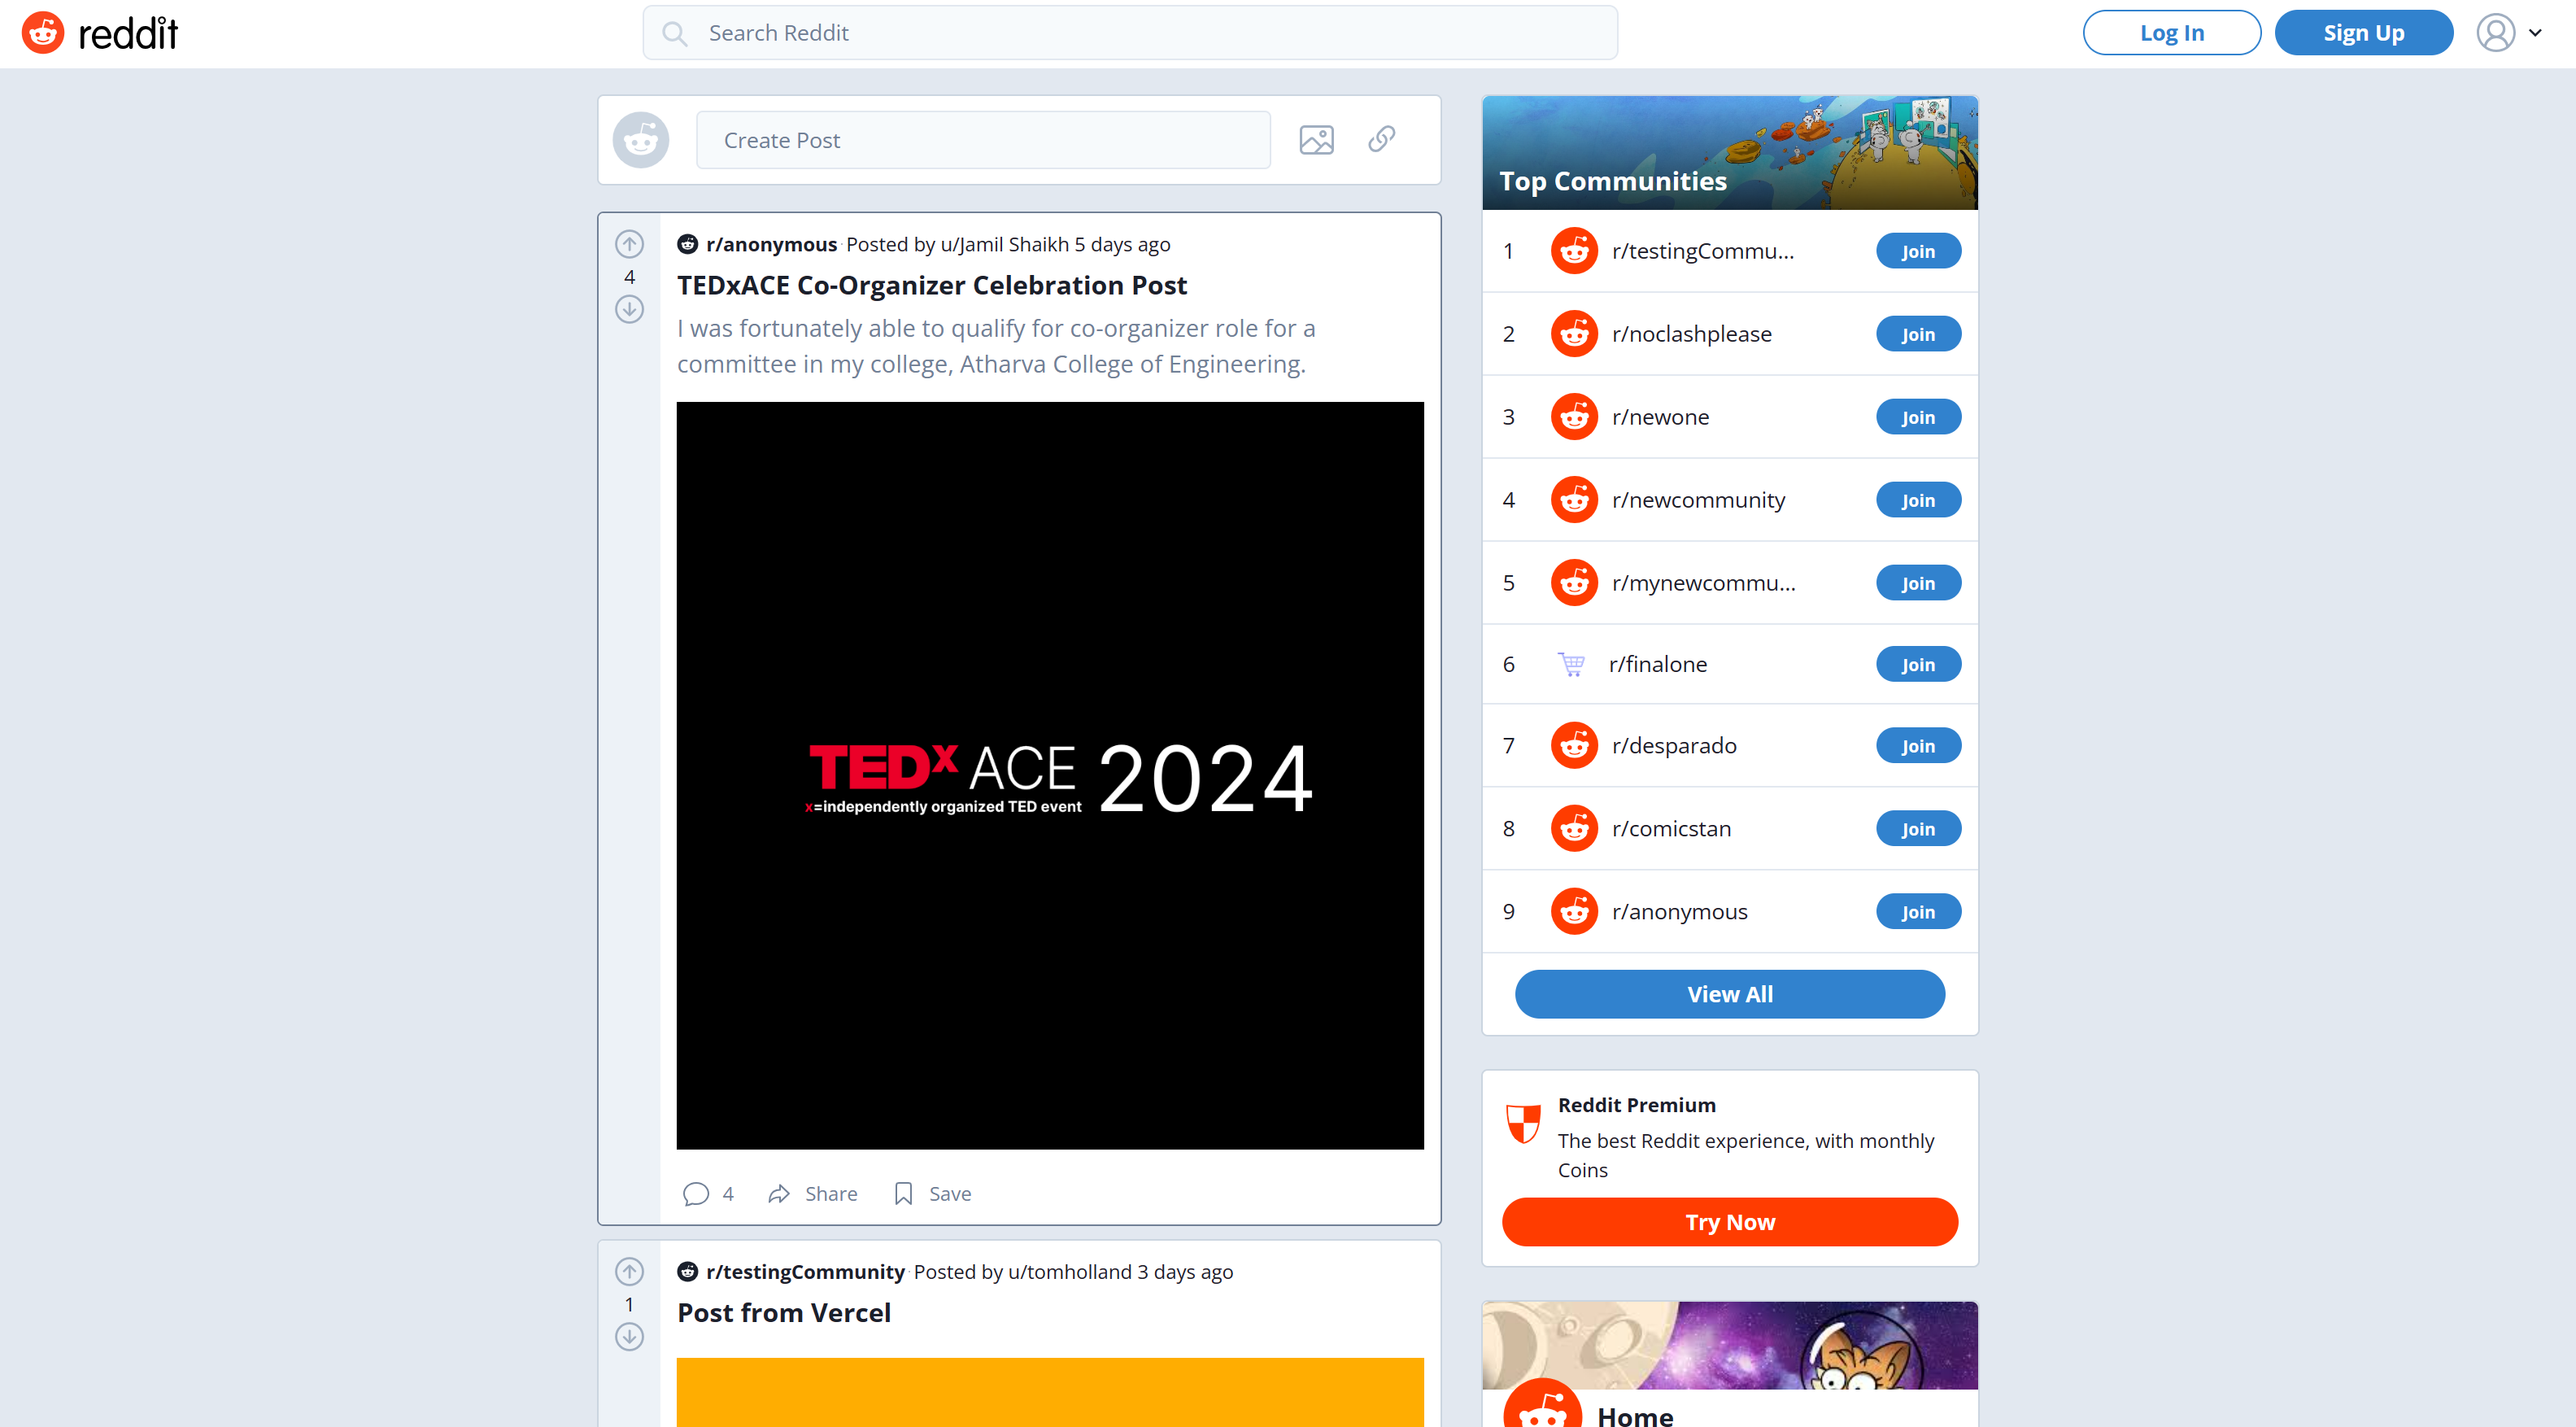 reddit
Search Reddit
Log In
Sign Up
Create Post
r/anonymous Posted by u/Jamil Shaikh 5 days ago
4
TEDxACE Co-Organizer Celebration Post
I was fortunately able to qualify for co-organizer role for a
committee in my college, Atharva College of Engineering.
TEDx ACE 2024
x=independently organized TED event
4 Share Save
r/testingCommunity Posted by u/tomholland 3 days ago
1
Post from Vercel
Top Communities
1 r/testingCommu... Join
2 r/noclashplease Join
3 r/newone Join
4 r/newcommunity Join
5 r/mynewcommu... Join
6 r/finalone Join
7 r/desparado Join
8 r/comicstan Join
9 r/anonymous Join
View All
Reddit Premium
The best Reddit experience, with monthly
Coins
Try Now
Home